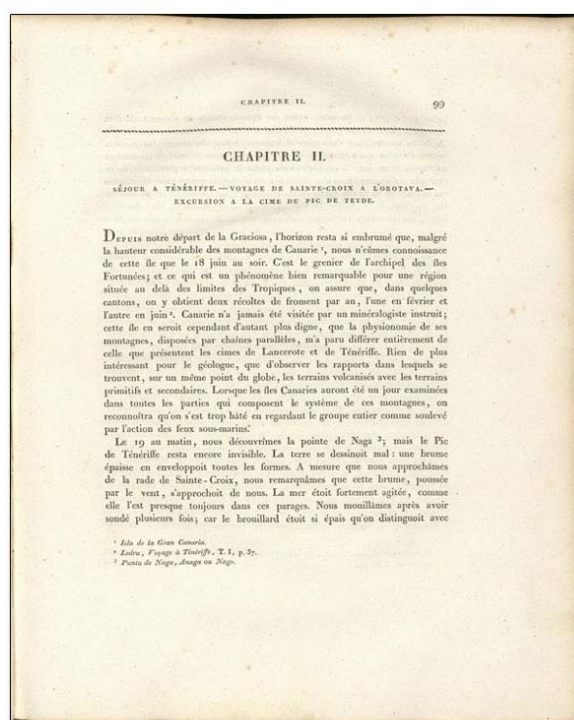 CHAPITRE II. 99
CHAPITRE II.
SÉJOUR A TÉNÉRIFFE. — VOYAGE DE SAINTE-CROIX A L'OROTAVA. —
EXCURSION A LA CIME DU PIC DE TEYDE.
DEPUIS notre départ de la Graciosa, l'horizon resta si embrumé que, malgré
la hauteur considérable des montagnes de Canarie ¹, nous n'eûmes connoissance
de cette île que le 18 juin au soir. C'est le grenier de l'archipel des îles
Fortunées; et ce qui est un phénomène bien remarquable pour une région
située au delà des limites des Tropiques, on assure que, dans quelques
cantons, on y obtient deux récoltes de froment par an, l'une en février et
l'autre en juin ². Canarie n'a jamais été visitée par un minéralogiste instruit;
cette île en seroit cependant d'autant plus digne, que la physionomie de ses
montagnes, disposées par chaînes parallèles, m'a paru différer entièrement de
celle que présentent les cimes de Lancerote et de Ténériffe. Rien de plus
intéressant pour le géologue, que d'observer les rapports dans lesquels se
trouvent, sur un même point du globe, les terrains volcanisés avec les terrains
primitifs et secondaires. Lorsque les îles Canaries auront été un jour examinées
dans toutes les parties qui composent le système de ces montagnes, on
reconnoîtra qu'on s'est trop hâté en regardant le groupe entier comme soulevé
par l'action des feux sous-marins.
Le 19 au matin, nous découvrîmes la pointe de Naga ³; mais le Pic
de Ténériffe resta encore invisible. La terre se dessinoit mal: une brume
épaisse en enveloppoit toutes les formes. A mesure que nous approchâmes
de la rade de Sainte-Croix, nous remarquâmes que cette brume, poussée
par le vent, s'approchoit de nous. La mer étoit fortement agitée, comme
elle l'est presque toujours dans ces parages. Nous mouillâmes après avoir
sondé plusieurs fois; car le brouillard étoit si épais qu'on distinguoit avec
¹ Isla de la Gran Canaria.
² Ledru, Voyage à Ténériffe, T. I, p. 37.
³ Punta de Naga, Anaga ou Nago.